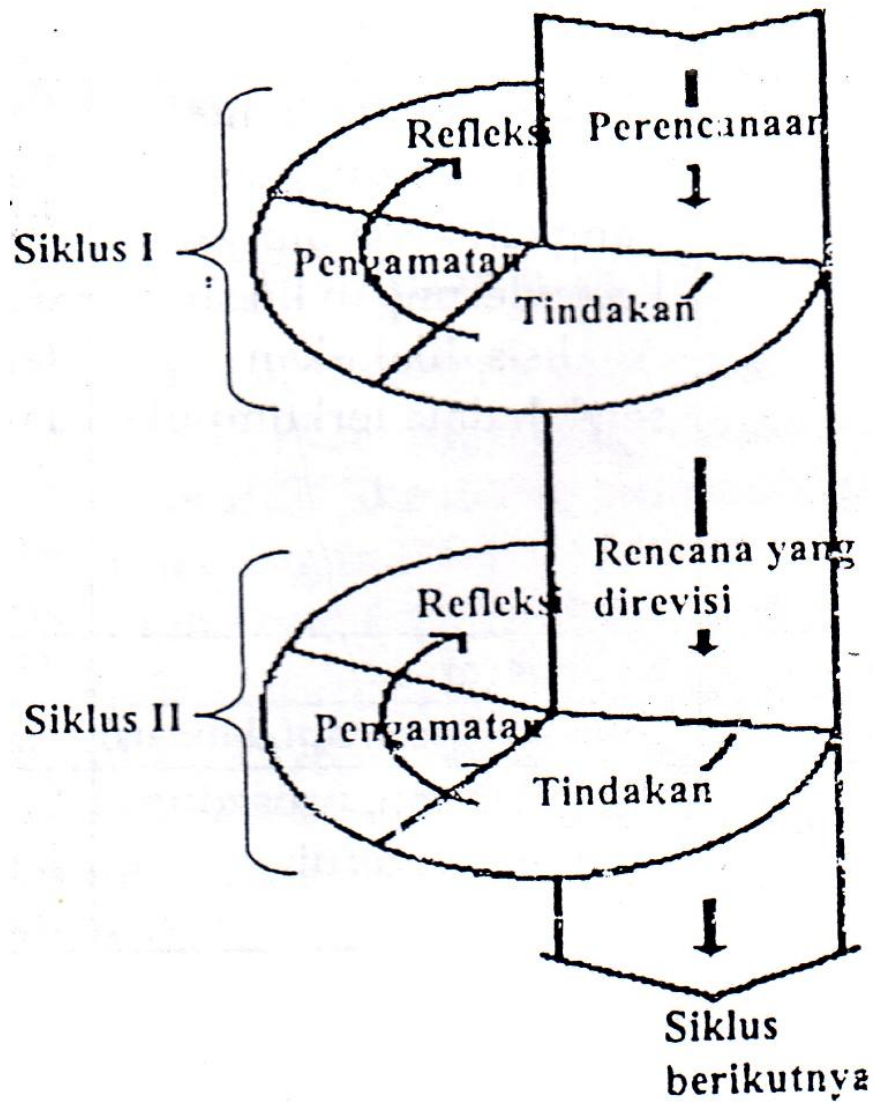 Refleksi
Perencanaan
Siklus I
Pengamatan
Tindakan
Rencana yang
direvisi
Refleksi
Siklus II
Pengamatan
Tindakan
Siklus
berikutnya